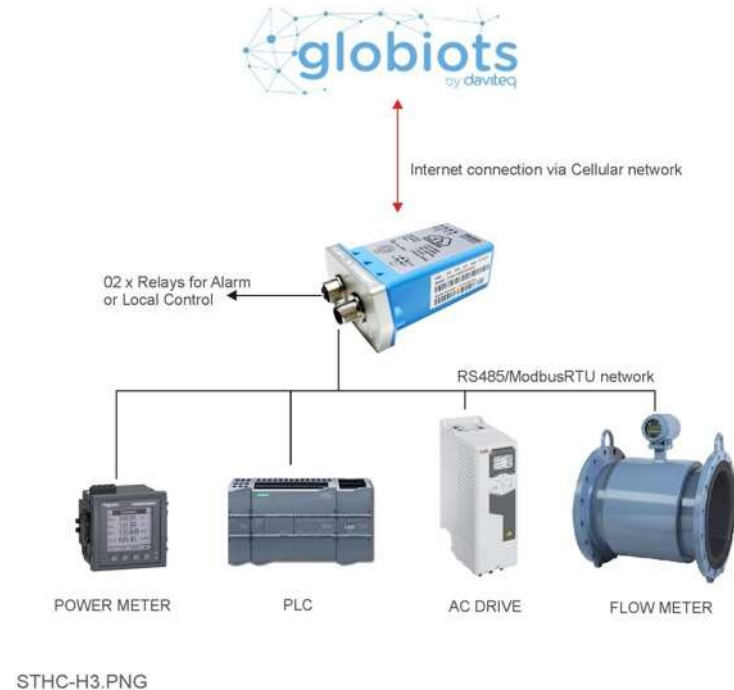 globiots
by daviteq
Internet connection via Cellular network
02 x Relays for Alarm
or Local Control
RS485/ModbusRTU network
POWER METER
PLC
AC DRIVE
FLOW METER
STHC-H3.PNG